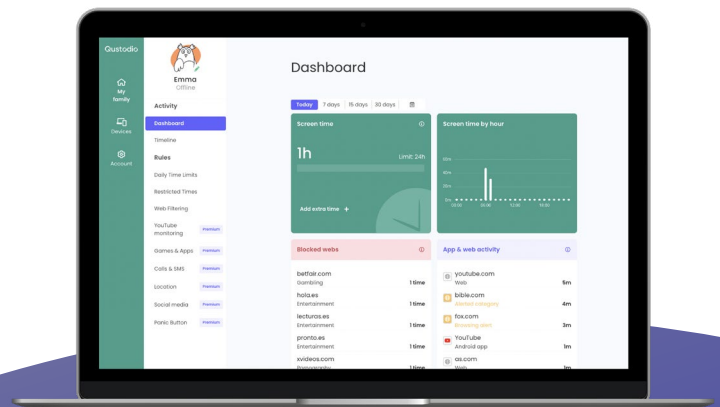 Qustodio
My
family
Devices
Account
Emma
Offline
Activity
Dashboard
Timeline
Rules
Daily Time Limits
Restricted Times
Web Filtering
YouTube
monitoring
Premium
Games & Apps
Premium
Calls & SMS
Premium
Location
Premium
Social media
Premium
Panic Button
Premium
Dashboard
Today 7 days 15 days 30 days
Screen time
1h
Limit: 24h
Add extra time +
Screen time by hour
Blocked webs
betfair.com
Gambling 1 time
hola.es
Entertainment 1 time
lecturas.es
Entertainment 1 time
pronto.es
Entertainment 1 time
xvideos.com
Pornography 1 time
App & web activity
youtube.com
Web 5m
bible.com
Alerted category 4m
fox.com
Browsing alert 3m
YouTube
Android app 1m
as.com
Web 1m